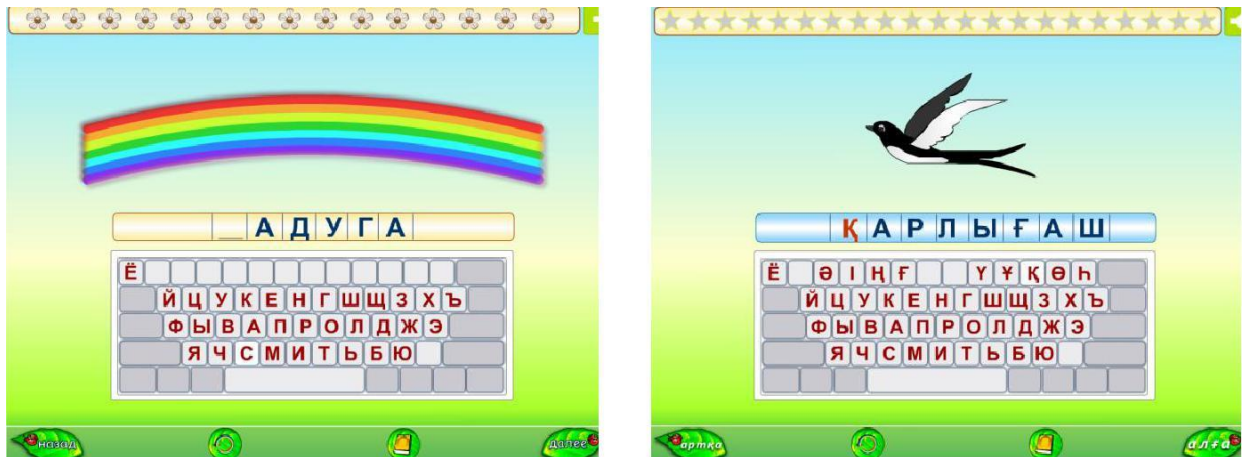 _АДУГА
Ё
ЙЦУКЕНГШЩЗХЪ
ФЫВАПРОЛДЖЭ
ЯЧСМИТЬБЮ
назад
далее
ҚАРЛЫҒАШ
Ё ӘІҢҒ ҮҰҚӨҺ
ЙЦУКЕНГШЩЗХЪ
ФЫВАПРОЛДЖЭ
ЯЧСМИТЬБЮ
артқа
алға